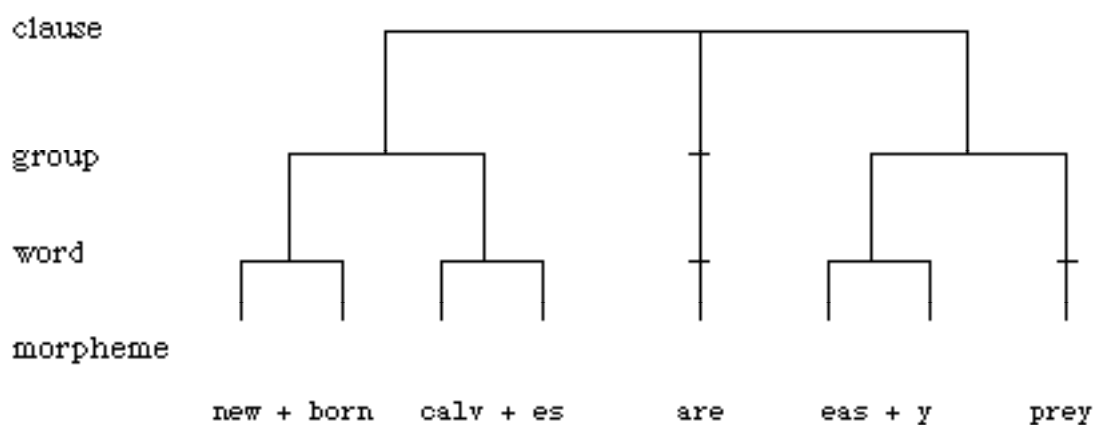 clause
group
word
morpheme
new + born calv + es are eas + y prey